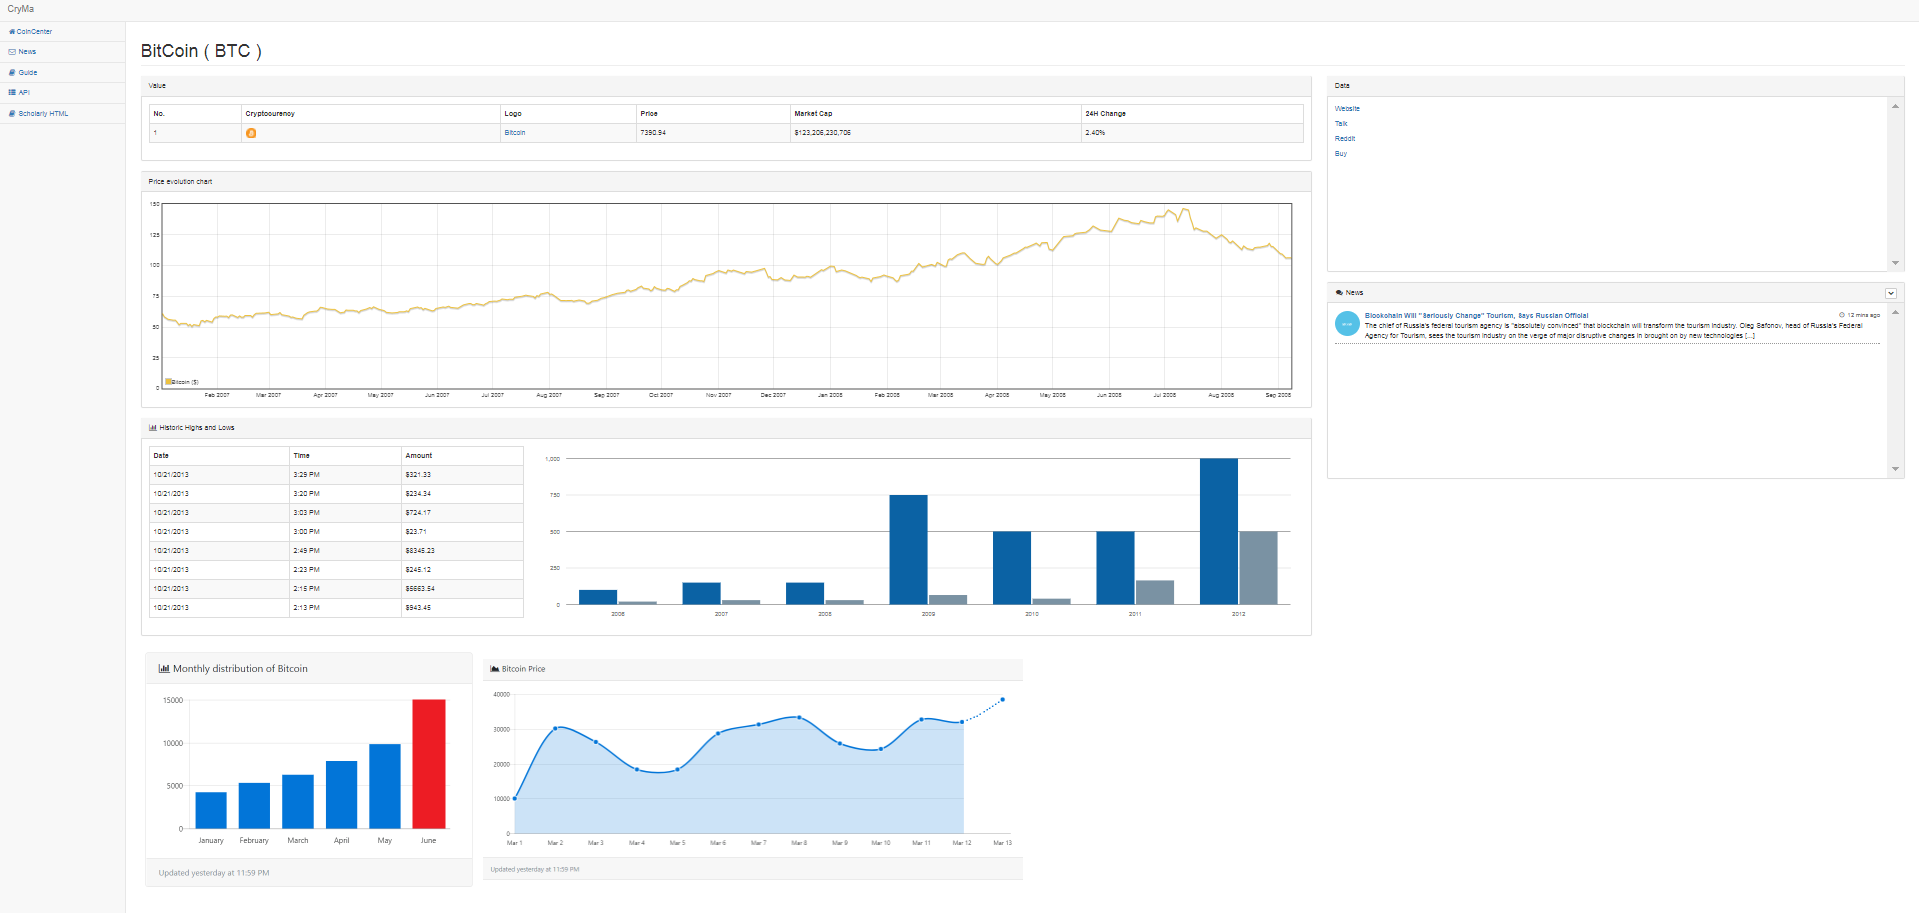 CryMa
CoinCenter
News
Guide
API
Scholarly HTML
BitCoin ( BTC )
Value
No. Cryptocurency Logo Price Market Cap 24H Change
1 Bitcoin 7390.94 $123,206,230,706 2.40%
Price evolution chart
150
125
100
75
50
25
0
Bitcoin ($)
Feb 2007 Mar 2007 Apr 2007 May 2007 Jun 2007 Jul 2007 Aug 2007 Sep 2007 Oct 2007 Nov 2007 Dec 2007 Jan 2008 Feb 2008 Mar 2008 Apr 2008 May 2008 Jun 2008 Jul 2008 Aug 2008 Sep 2008
Historic Highs and Lows
Date Time Amount
10/21/2013 3:29 PM $321.33
10/21/2013 3:20 PM $234.34
10/21/2013 3:03 PM $724.17
10/21/2013 3:00 PM $23.71
10/21/2013 2:49 PM $8345.23
10/21/2013 2:23 PM $245.12
10/21/2013 2:15 PM $5663.54
10/21/2013 2:13 PM $943.45
1,000
750
500
250
0
2006 2007 2008 2009 2010 2011 2012
Monthly distribution of Bitcoin
15000
10000
5000
0
January February March April May June
Updated yesterday at 11:59 PM
Bitcoin Price
40000
30000
20000
10000
0
Mar 1 Mar 2 Mar 3 Mar 4 Mar 5 Mar 6 Mar 7 Mar 8 Mar 9 Mar 10 Mar 11 Mar 12 Mar 13
Updated yesterday at 11:59 PM
Data
Website
Talk
Reddit
Buy
News
Blockchain Will "Seriously Change" Tourism, Says Russian Official
12 mins ago
The chief of Russia's federal tourism agency is "absolutely convinced" that blockchain will transform the tourism industry. Oleg Safonov, head of Russia's Federal
Agency for Tourism, sees the tourism industry on the verge of major disruptive changes in brought on by new technologies [...]